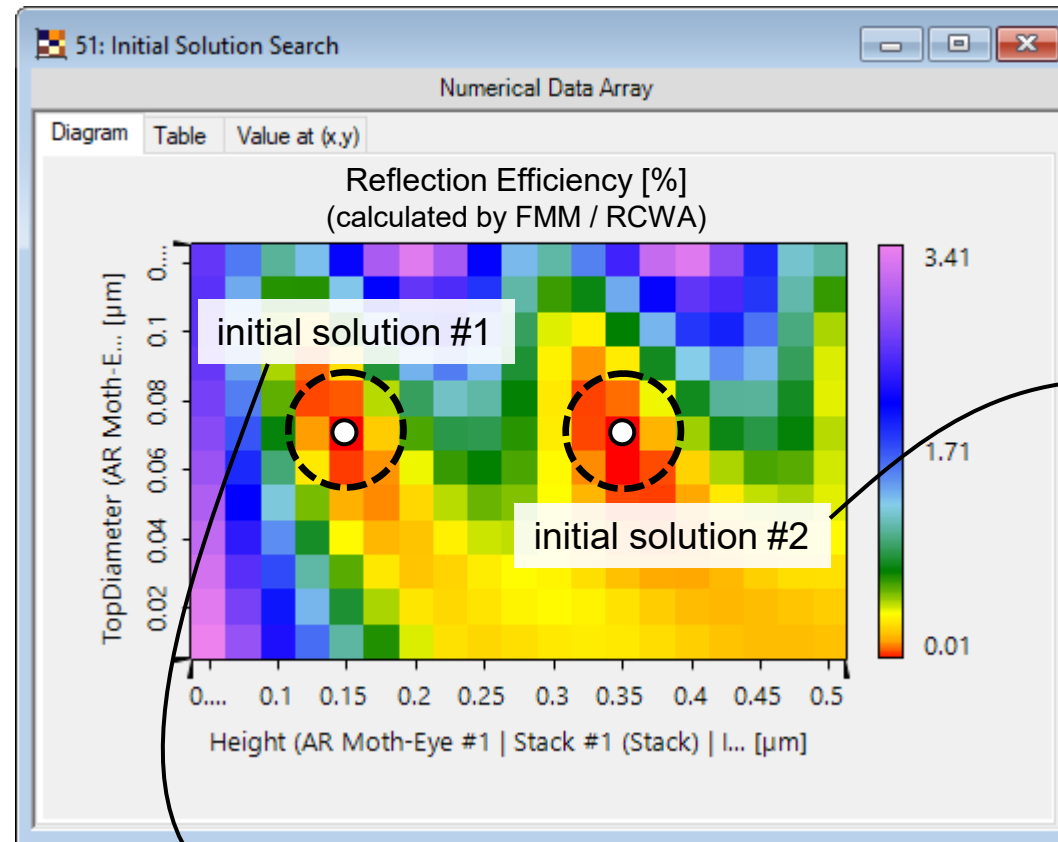 51: Initial Solution Search
Numerical Data Array
Diagram Table Value at (x,y)
Reflection Efficiency [%]
(calculated by FMM / RCWA)
3.41
1.71
0.01
TopDiameter (AR Moth-E... [µm]
0....
0.1
0.08
0.06
0.04
0.02
initial solution #1
initial solution #2
0.... 0.1 0.15 0.2 0.25 0.3 0.35 0.4 0.45 0.5
Height (AR Moth-Eye #1 | Stack #1 (Stack) | I... [µm]